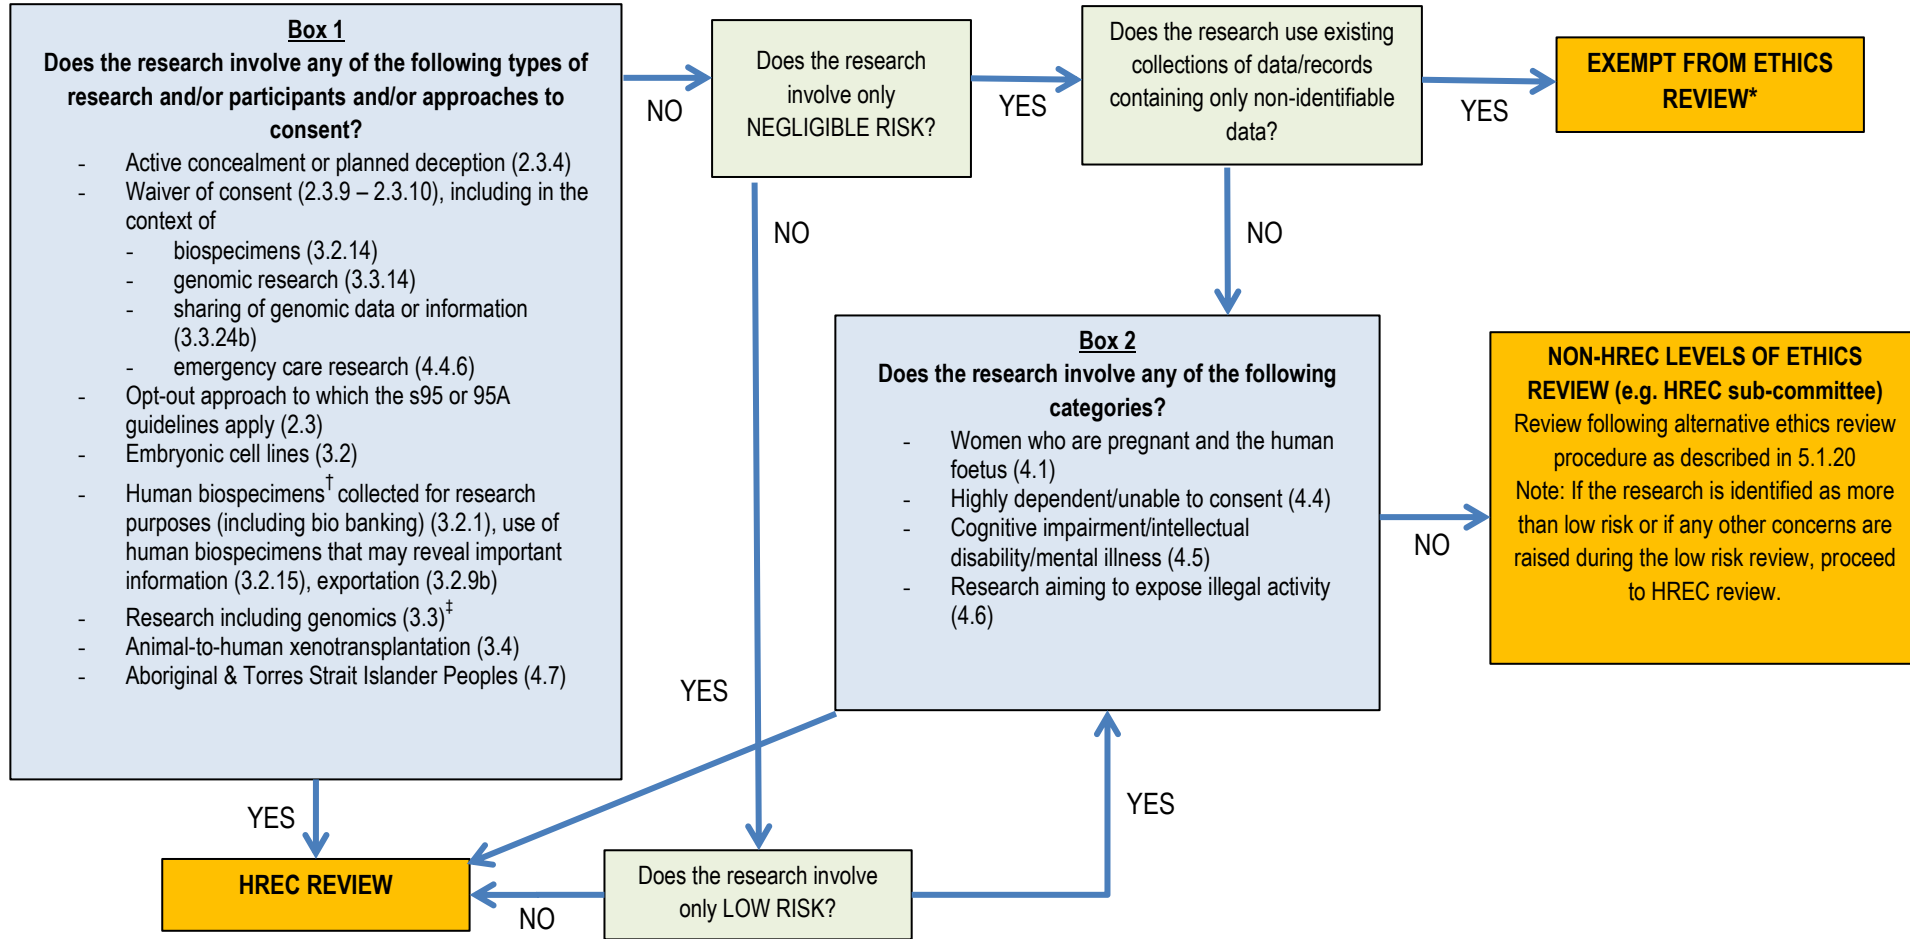 Box 1
Does the research involve any of the following types of
research and/or participants and/or approaches to
consent?
- Active concealment or planned deception (2.3.4)
- Waiver of consent (2.3.9 – 2.3.10), including in the
context of
- biospecimens (3.2.14)
- genomic research (3.3.14)
- sharing of genomic data or information
(3.3.24b)
- emergency care research (4.4.6)
- Opt-out approach to which the s95 or 95A
guidelines apply (2.3)
- Embryonic cell lines (3.2)
- Human biospecimens† collected for research
purposes (including bio banking) (3.2.1), use of
human biospecimens that may reveal important
information (3.2.15), exportation (3.2.9b)
- Research including genomics (3.3)‡
- Animal-to-human xenotransplantation (3.4)
- Aboriginal & Torres Strait Islander Peoples (4.7)
NO
Does the research
involve only
NEGLIGIBLE RISK?
YES
Does the research use existing
collections of data/records
containing only non-identifiable
data?
YES
EXEMPT FROM ETHICS
REVIEW*
NO
NO
Box 2
Does the research involve any of the following
categories?
- Women who are pregnant and the human
foetus (4.1)
- Highly dependent/unable to consent (4.4)
- Cognitive impairment/intellectual
disability/mental illness (4.5)
- Research aiming to expose illegal activity
(4.6)
NO
NON-HREC LEVELS OF ETHICS
REVIEW (e.g. HREC sub-committee)
Review following alternative ethics review
procedure as described in 5.1.20
Note: If the research is identified as more
than low risk or if any other concerns are
raised during the low risk review, proceed
to HREC review.
YES
YES
YES
HREC REVIEW
NO
Does the research involve
only LOW RISK?